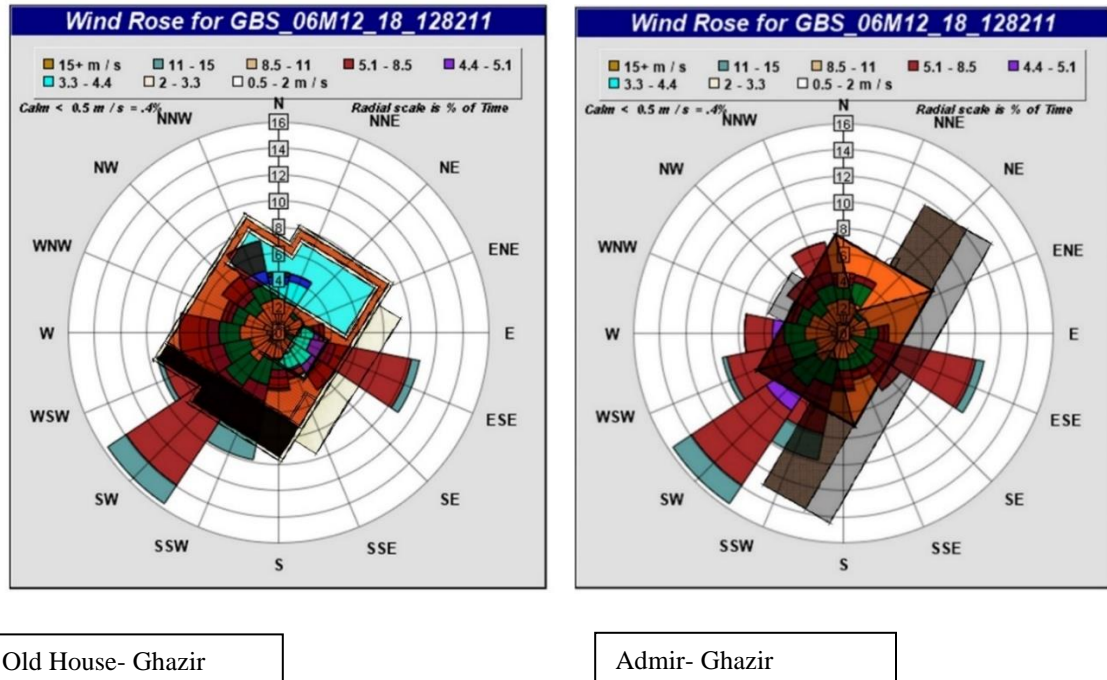 Wind Rose for GBS_06M12_18_128211
15+ m / s 11 - 15 8.5 - 11 5.1 - 8.5 4.4 - 5.1
3.3 - 4.4 2 - 3.3 0.5 - 2 m / s
Calm < 0.5 m / s = .4%
Radial scale is % of Time
N
NNW NNE
NW NE
WNW ENE
W E
WSW ESE
SW SE
SSW SSE
S
16
14
12
10
8
6
4
2
0
Wind Rose for GBS_06M12_18_128211
15+ m / s 11 - 15 8.5 - 11 5.1 - 8.5 4.4 - 5.1
3.3 - 4.4 2 - 3.3 0.5 - 2 m / s
Calm < 0.5 m / s = .4%
Radial scale is % of Time
N
NNW NNE
NW NE
WNW ENE
W E
WSW ESE
SW SE
SSW SSE
S
16
14
12
10
8
6
4
2
0
Old House- Ghazir
Admir- Ghazir